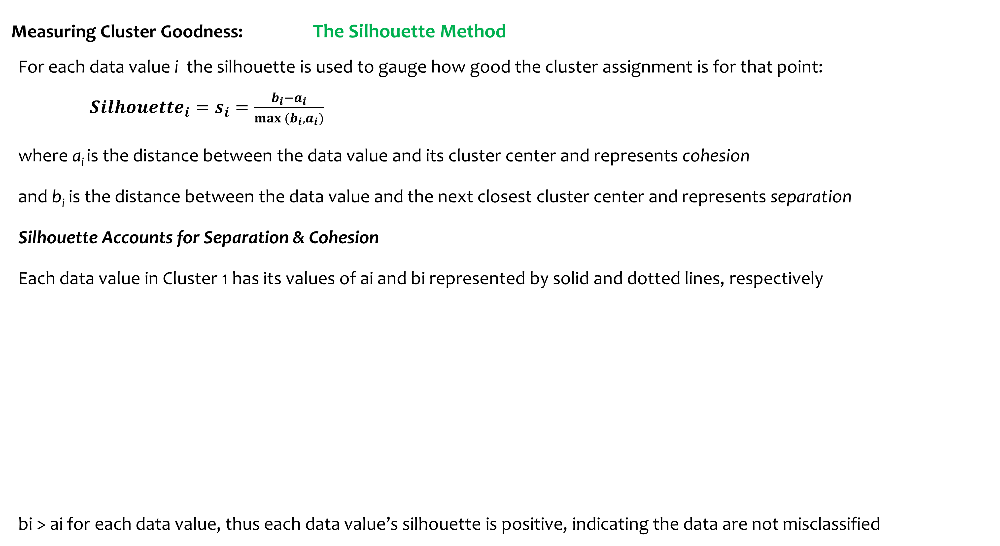 Measuring Cluster Goodness: The Silhouette Method
For each data value i the silhouette is used to gauge how good the cluster assignment is for that point:
Silhouette_i = s_i = \frac{b_i − a_i}{max (b_i, a_i)}
where a_i is the distance between the data value and its cluster center and represents cohesion
and b_i is the distance between the data value and the next closest cluster center and represents separation
Silhouette Accounts for Separation & Cohesion
Each data value in Cluster 1 has its values of ai and bi represented by solid and dotted lines, respectively
bi > ai for each data value, thus each data value’s silhouette is positive, indicating the data are not misclassified